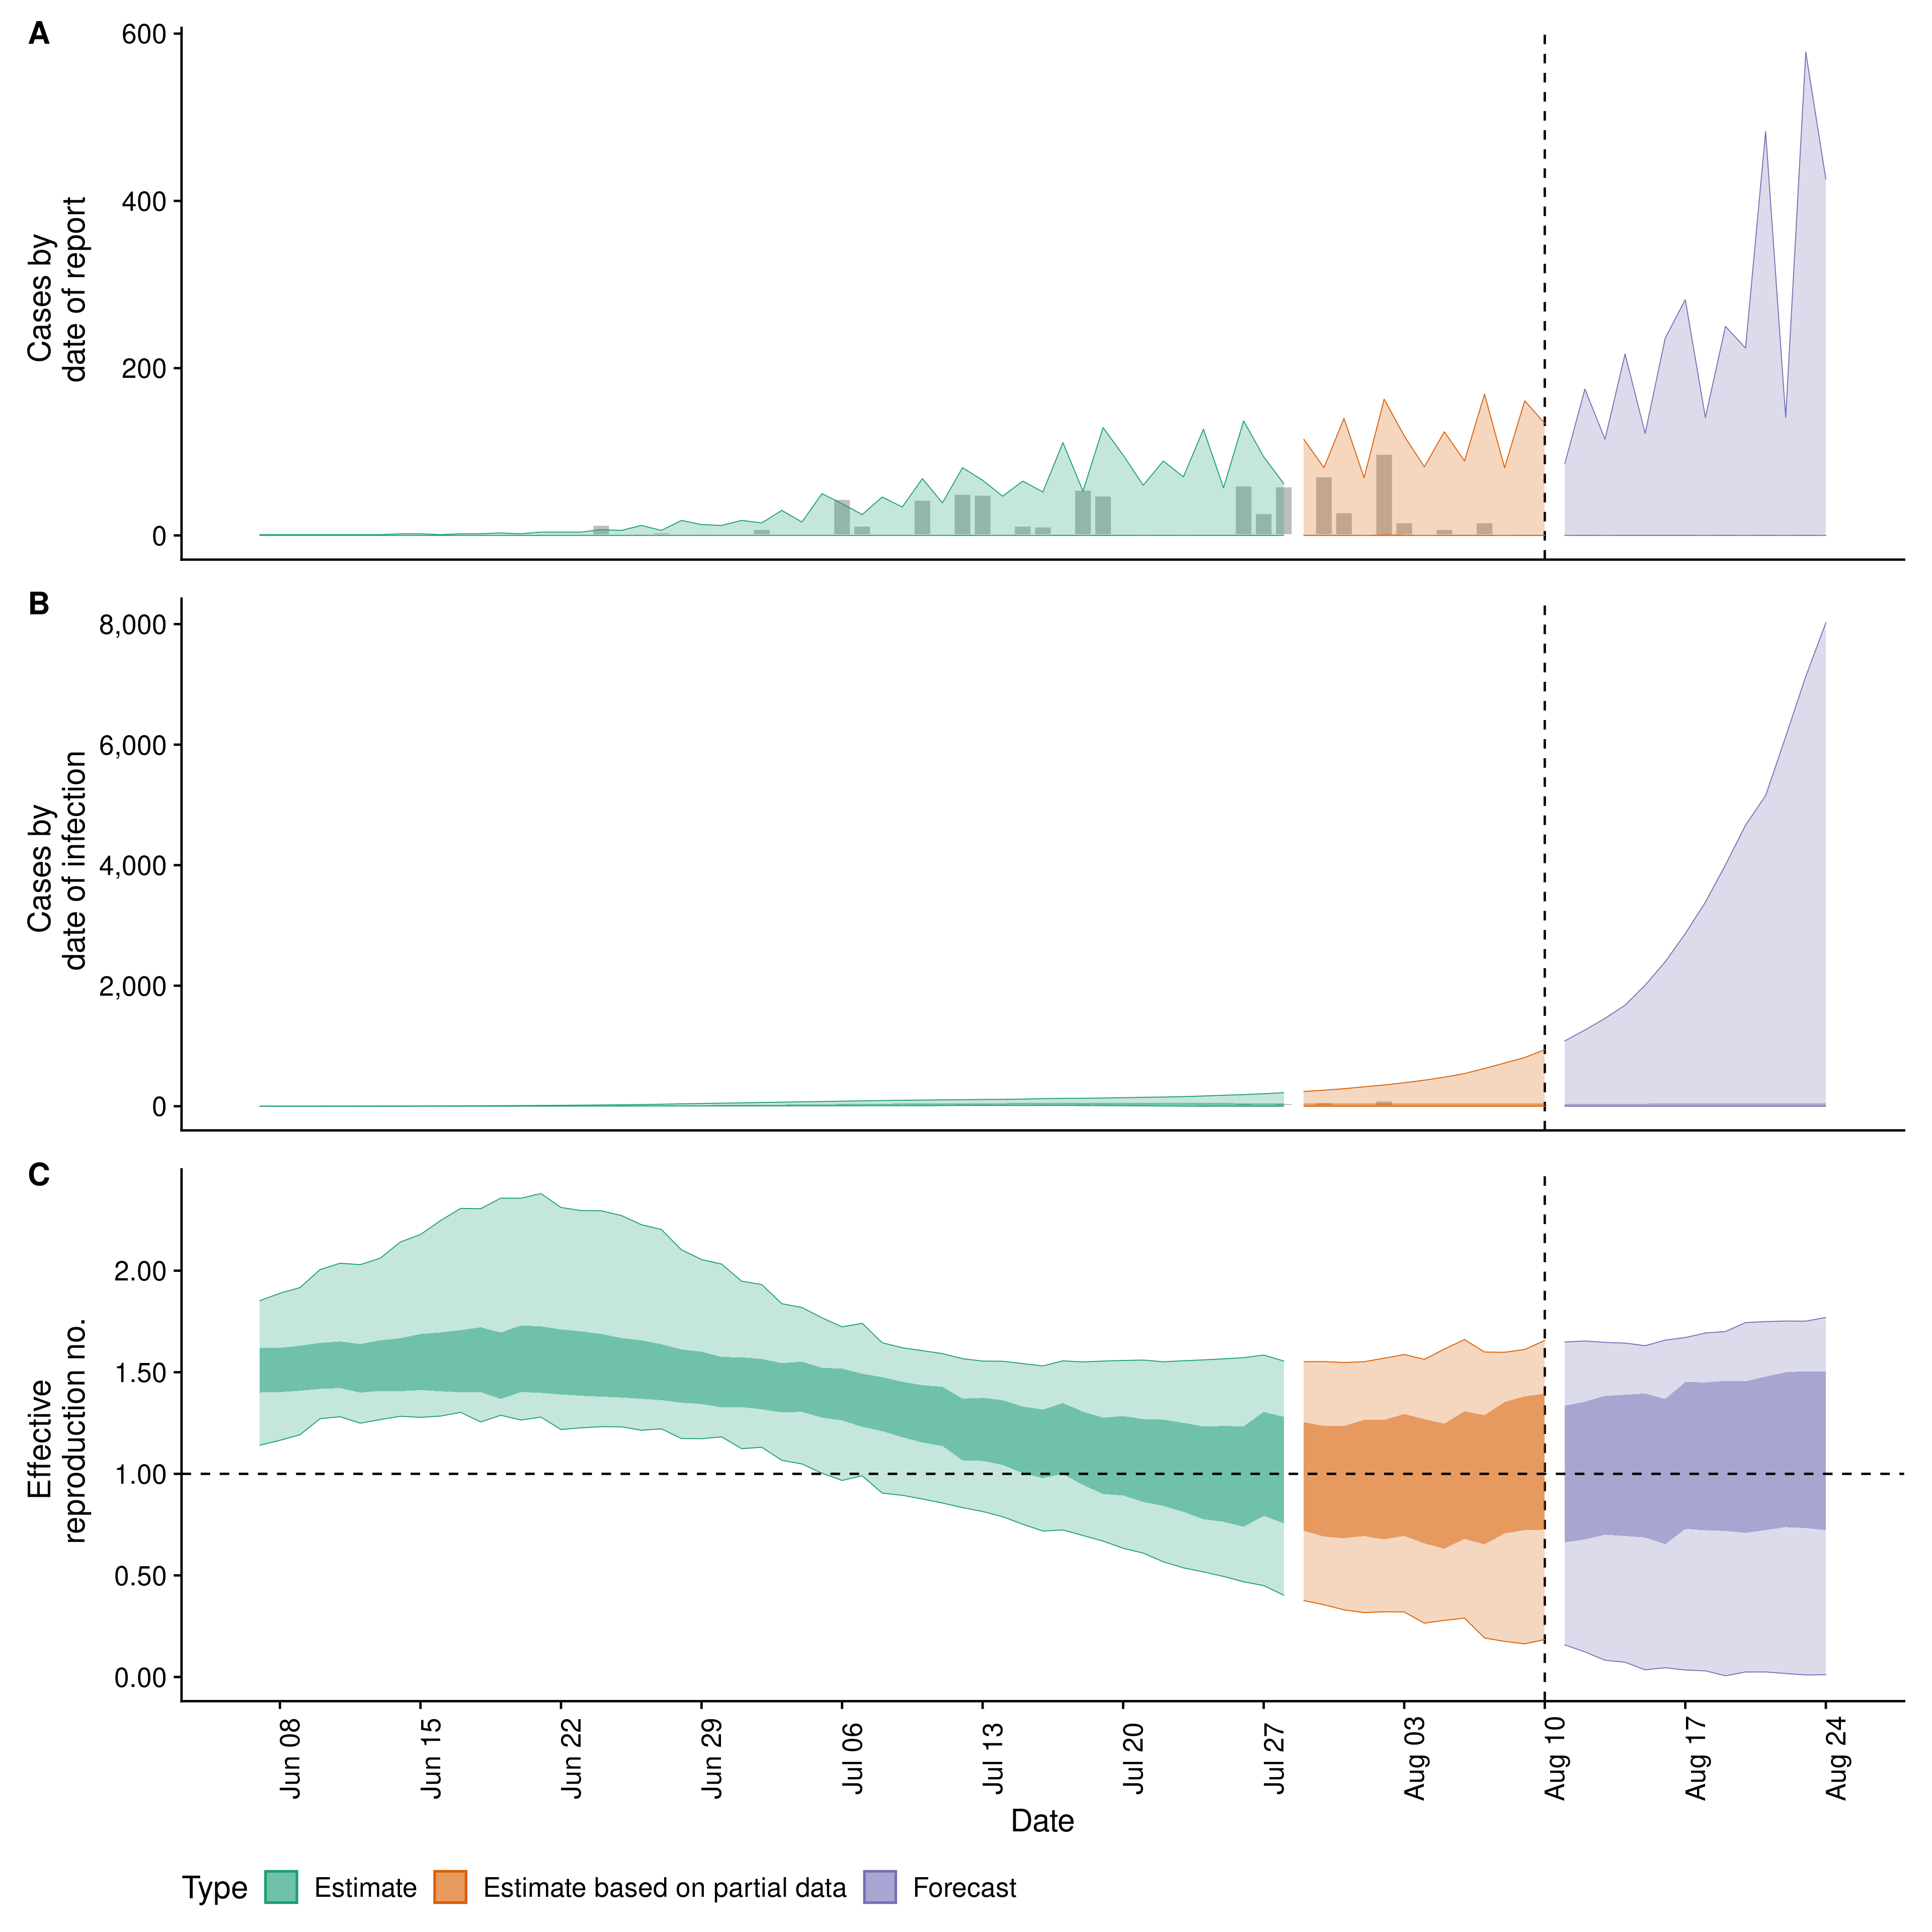 A
600
400
200
0
Cases by
date of report
B
8,000
6,000
4,000
2,000
0
Cases by
date of infection
C
2.00
1.50
1.00
0.50
0.00
Effective
reproduction no.
Jun 08
Jun 15
Jun 22
Jun 29
Jul 06
Jul 13
Jul 20
Jul 27
Aug 03
Aug 10
Aug 17
Aug 24
Date
Type Estimate Estimate based on partial data Forecast